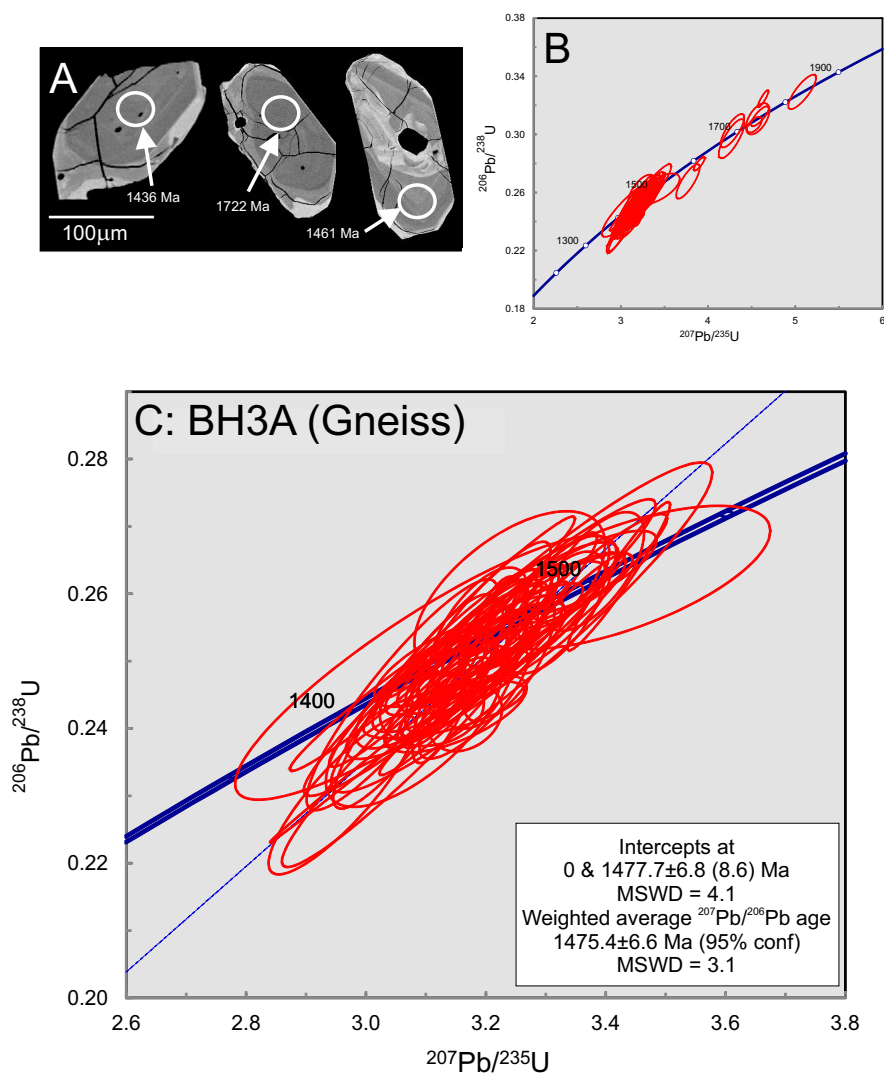 A
1436 Ma
1722 Ma
1461 Ma
100μm
B
0.38
0.34
0.30
0.26
0.22
0.18
206Pb/238U
1900
1700
1500
1300
2
3
4
5
6
207Pb/235U
C: BH3A (Gneiss)
0.28
0.26
0.24
0.22
0.20
206Pb/238U
1500
1400
Intercepts at
0 & 1477.7±6.8 (8.6) Ma
MSWD = 4.1
Weighted average 207Pb/206Pb age
1475.4±6.6 Ma (95% conf)
MSWD = 3.1
2.6
2.8
3.0
3.2
3.4
3.6
3.8
207Pb/235U